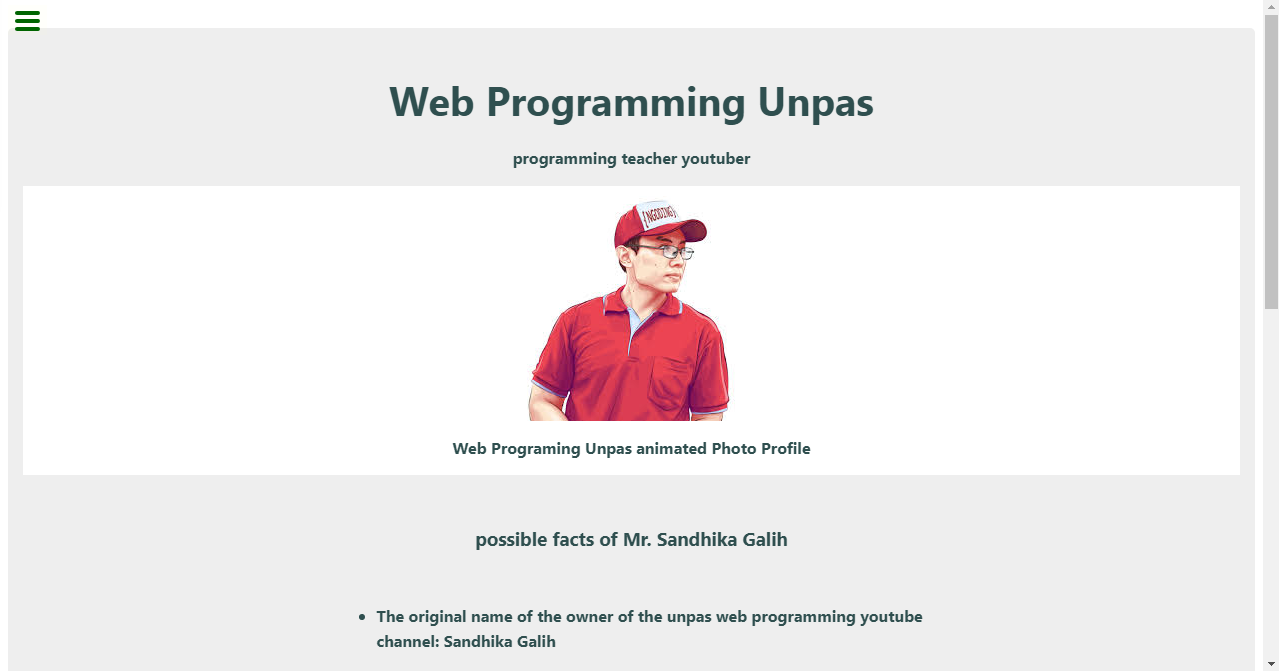 Web Programming Unpas
programming teacher youtuber
[NGODING]
Web Programing Unpas animated Photo Profile
possible facts of Mr. Sandhika Galih
• The original name of the owner of the unpas web programming youtube
channel: Sandhika Galih